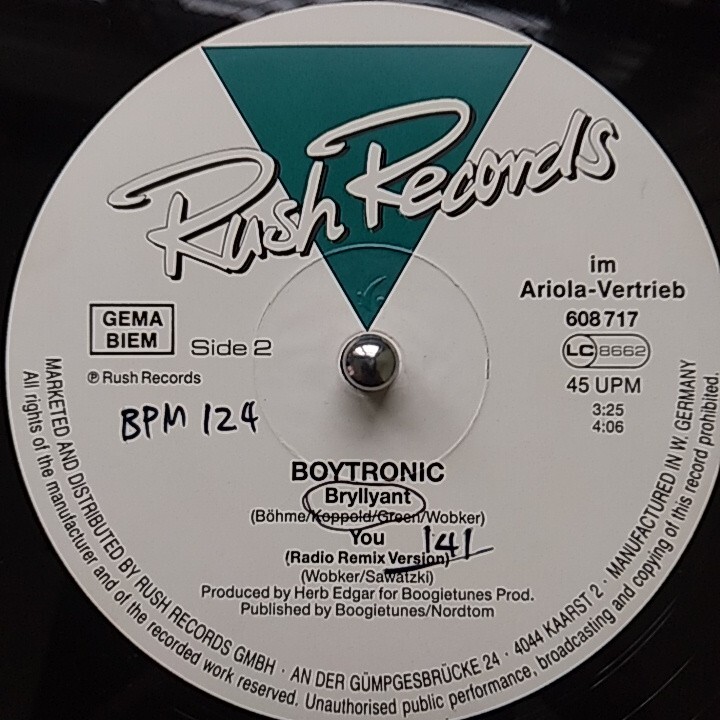 Rush Records
im
Ariola-Vertrieb
608 717
LC 8662
45 UPM
3:25
4:06
GEMA
BIEM
Side 2
℗ Rush Records
BPM 124
BOYTRONIC
Bryllyant
(Böhme/Koppold/Green/Wobker)
You
141
(Radio Remix Version)
(Wobker/Sawatzki)
Produced by Herb Edgar for Boogietunes Prod.
Published by Boogietunes/Nordtom
MARKETED AND DISTRIBUTED BY RUSH RECORDS GMBH · AN DER GÜMPGESBRÜCKE 24 · 4044 KAARST 2 · MANUFACTURED IN W. GERMANY
All rights of the manufacturer and of the recorded work reserved. Unauthorised public performance, broadcasting and copying of this record prohibited.